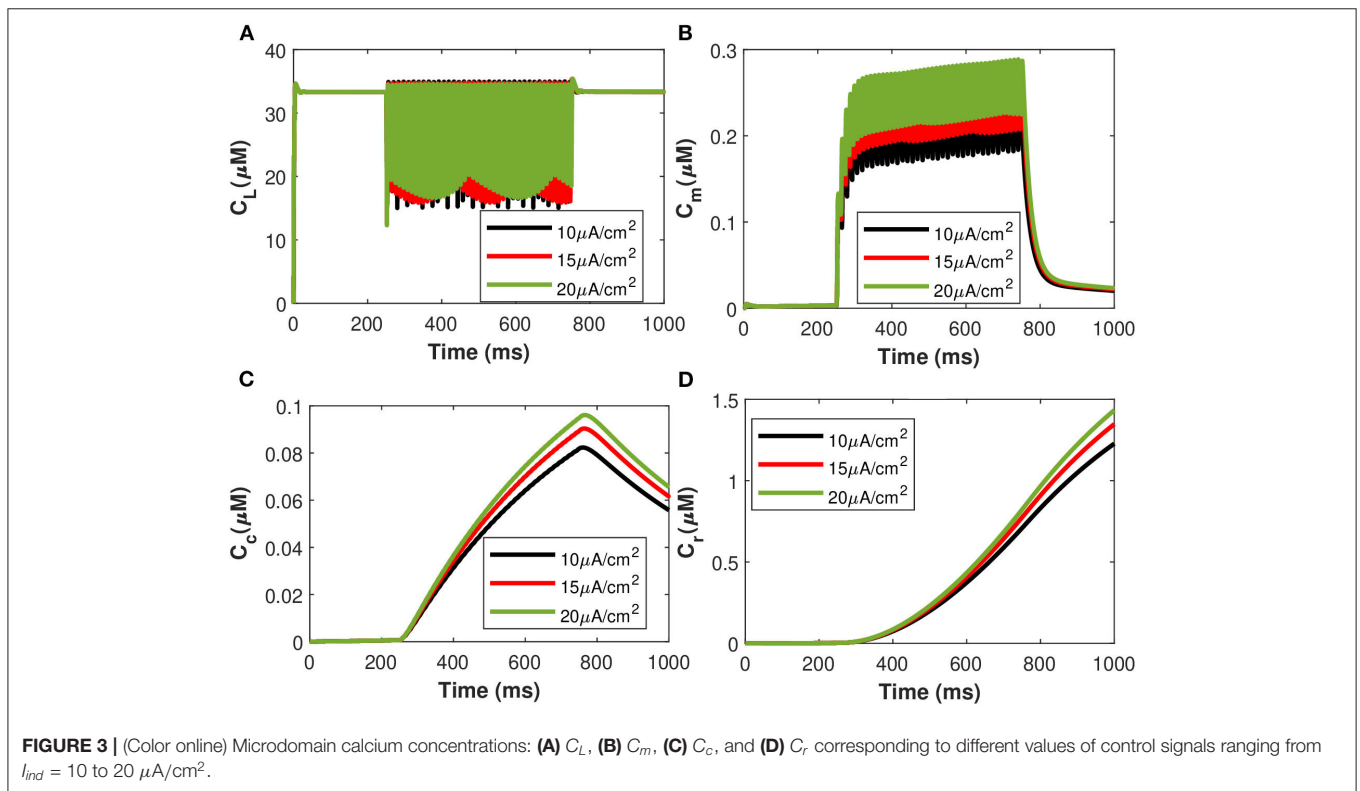 A
40
30
20
10
0
C_L(μM)
10μA/cm²
15μA/cm²
20μA/cm²
0 200 400 600 800 1000
Time (ms)
B
0.3
0.2
0.1
0
C_m(μM)
10μA/cm²
15μA/cm²
20μA/cm²
0 200 400 600 800 1000
Time (ms)
C
0.1
0.08
0.06
0.04
0.02
0
C_c(μM)
10μA/cm²
15μA/cm²
20μA/cm²
0 200 400 600 800 1000
Time (ms)
D
1.5
1
0.5
0
C_r(μM)
10μA/cm²
15μA/cm²
20μA/cm²
0 200 400 600 800 1000
Time (ms)
FIGURE 3 | (Color online) Microdomain calcium concentrations: (A) C_L, (B) C_m, (C) C_c, and (D) C_r corresponding to different values of control signals ranging from
I_ind = 10 to 20 μA/cm².